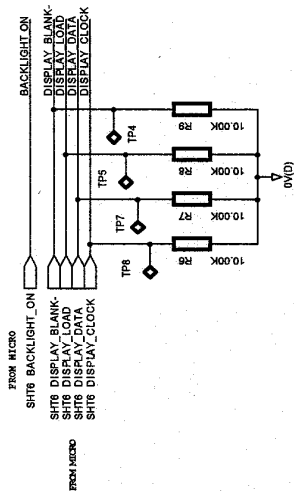 BACKLIGHT_ON
DISPLAY_BLANK-
DISPLAY_LOAD
DISPLAY_DATA
DISPLAY_CLOCK
TP4
R9
10.00K
TP5
R8
10.00K
TP7
R7
10.00K
TP8
R6
10.00K
0V(D)
FROM MICRO
SHT6 BACKLIGHT_ON
SHT6 DISPLAY_BLANK-
SHT6 DISPLAY_LOAD
SHT6 DISPLAY_DATA
SHT6 DISPLAY_CLOCK
FROM MICRO